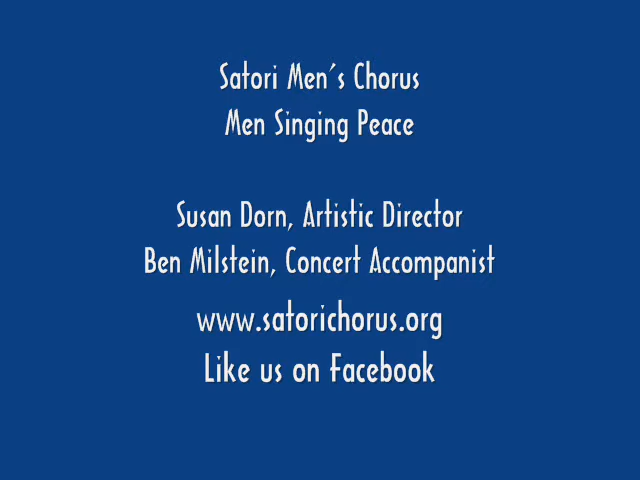 Satori Men's Chorus
Men Singing Peace
Susan Dorn, Artistic Director
Ben Milstein, Concert Accompanist
www.satorichorus.org
Like us on Facebook